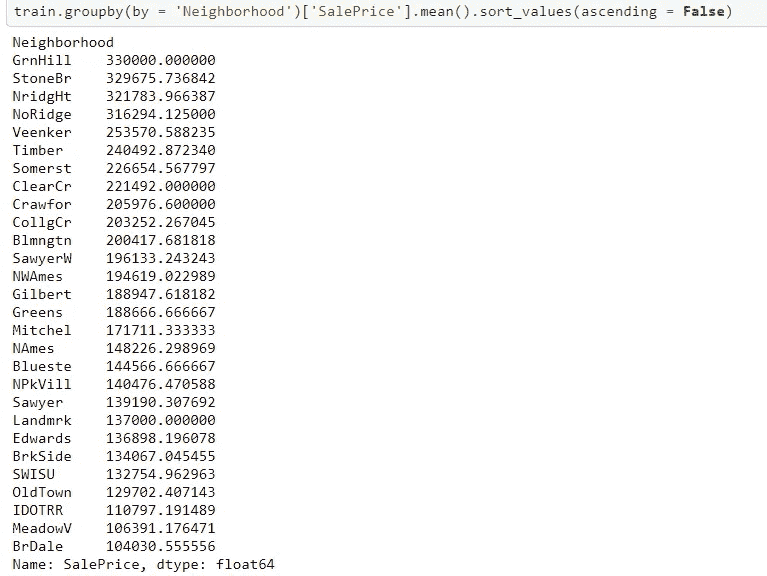 train.groupby(by = 'Neighborhood')['SalePrice'].mean().sort_values(ascending = False)
Neighborhood
GrnHill    330000.000000
StoneBr    329675.736842
NridgHt    321783.966387
NoRidge    316294.125000
Veenker    253570.588235
Timber     240492.872340
Somerst    226654.567797
ClearCr    221492.000000
Crawfor    205976.600000
CollgCr    203252.267045
Blmngtn    200417.681818
SawyerW    196133.243243
NWAmes     194619.022989
Gilbert    188947.618182
Greens     188666.666667
Mitchel    171711.333333
NAmes      148226.298969
Blueste    144566.666667
NPkVill    140476.470588
Sawyer     139190.307692
Landmrk    137000.000000
Edwards    136898.196078
BrkSide    134067.045455
SWISU      132754.962963
OldTown    129702.407143
IDOTRR     110797.191489
MeadowV    106391.176471
BrDale     104030.555556
Name: SalePrice, dtype: float64